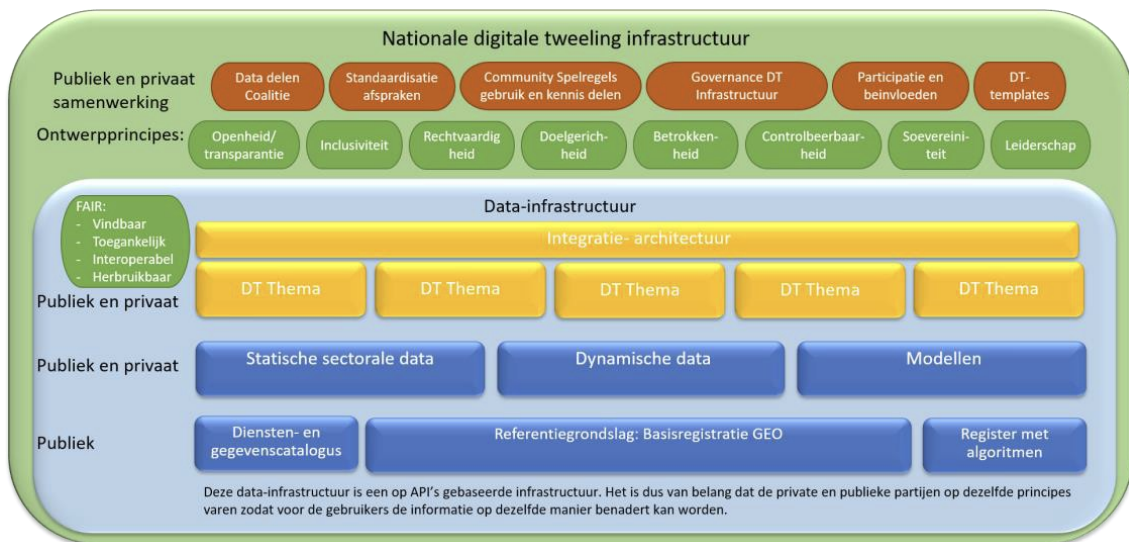 Nationale digitale tweeling infrastructuur
Publiek en privaat
samenwerking
Data delen
Coalitie
Standaardisatie
afspraken
Community Spelregels
gebruik en kennis delen
Governance DT
Infrastructuur
Participatie en
beinvloeden
DT-
templates
Ontwerpprincipes:
Openheid/
transparantie
Inclusiviteit
Rechtvaardig
heid
Doelgerich-
heid
Betrokken-
heid
Controlbeerbaar-
heid
Soevereini-
teit
Leiderschap
FAIR:
- Vindbaar
- Toegankelijk
- Interoperabel
- Herbruikbaar
Data-infrastructuur
Integratie- architectuur
Publiek en privaat
DT Thema
DT Thema
DT Thema
DT Thema
DT Thema
Publiek en privaat
Statische sectorale data
Dynamische data
Modellen
Publiek
Diensten- en
gegevenscatalogus
Referentiegrondslag: Basisregistratie GEO
Register met
algoritmen
Deze data-infrastructuur is een op API's gebaseerde infrastructuur. Het is dus van belang dat de private en publieke partijen op dezelfde principes
varen zodat voor de gebruikers de informatie op dezelfde manier benadert kan worden.